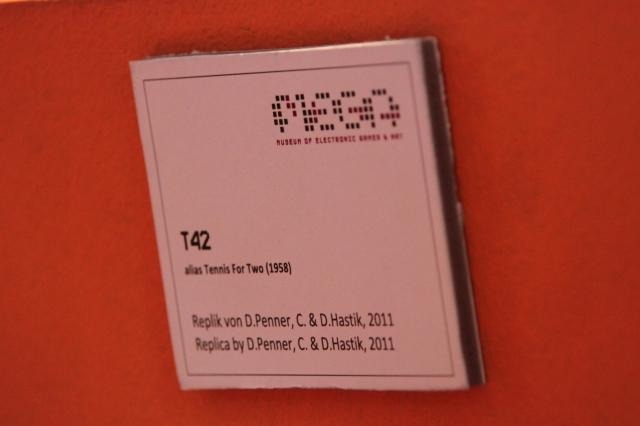 MEGA
MUSEUM OF ELECTRONIC GAMES & ART
T42
alias Tennis For Two (1958)
Replik von D.Penner, C. & D.Hastik, 2011
Replica by D.Penner, C. & D.Hastik, 2011